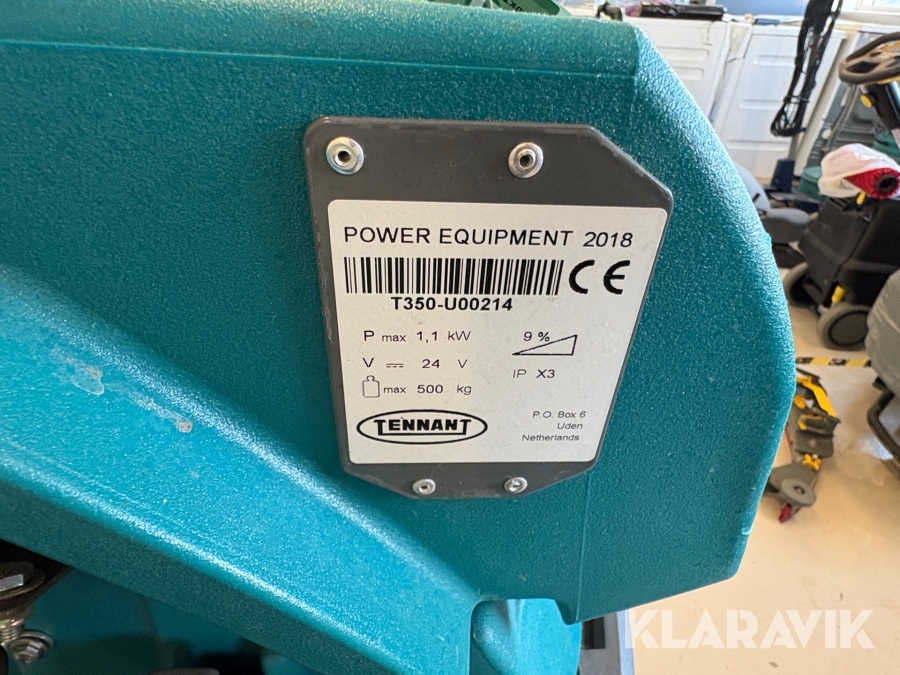 POWER EQUIPMENT 2018
CE
T350-U00214
P max 1,1 kW
9 %
V 24 V
IP X3
max 500 kg
TENNANT
P.O. Box 6
Uden
Netherlands
KLARAVIK